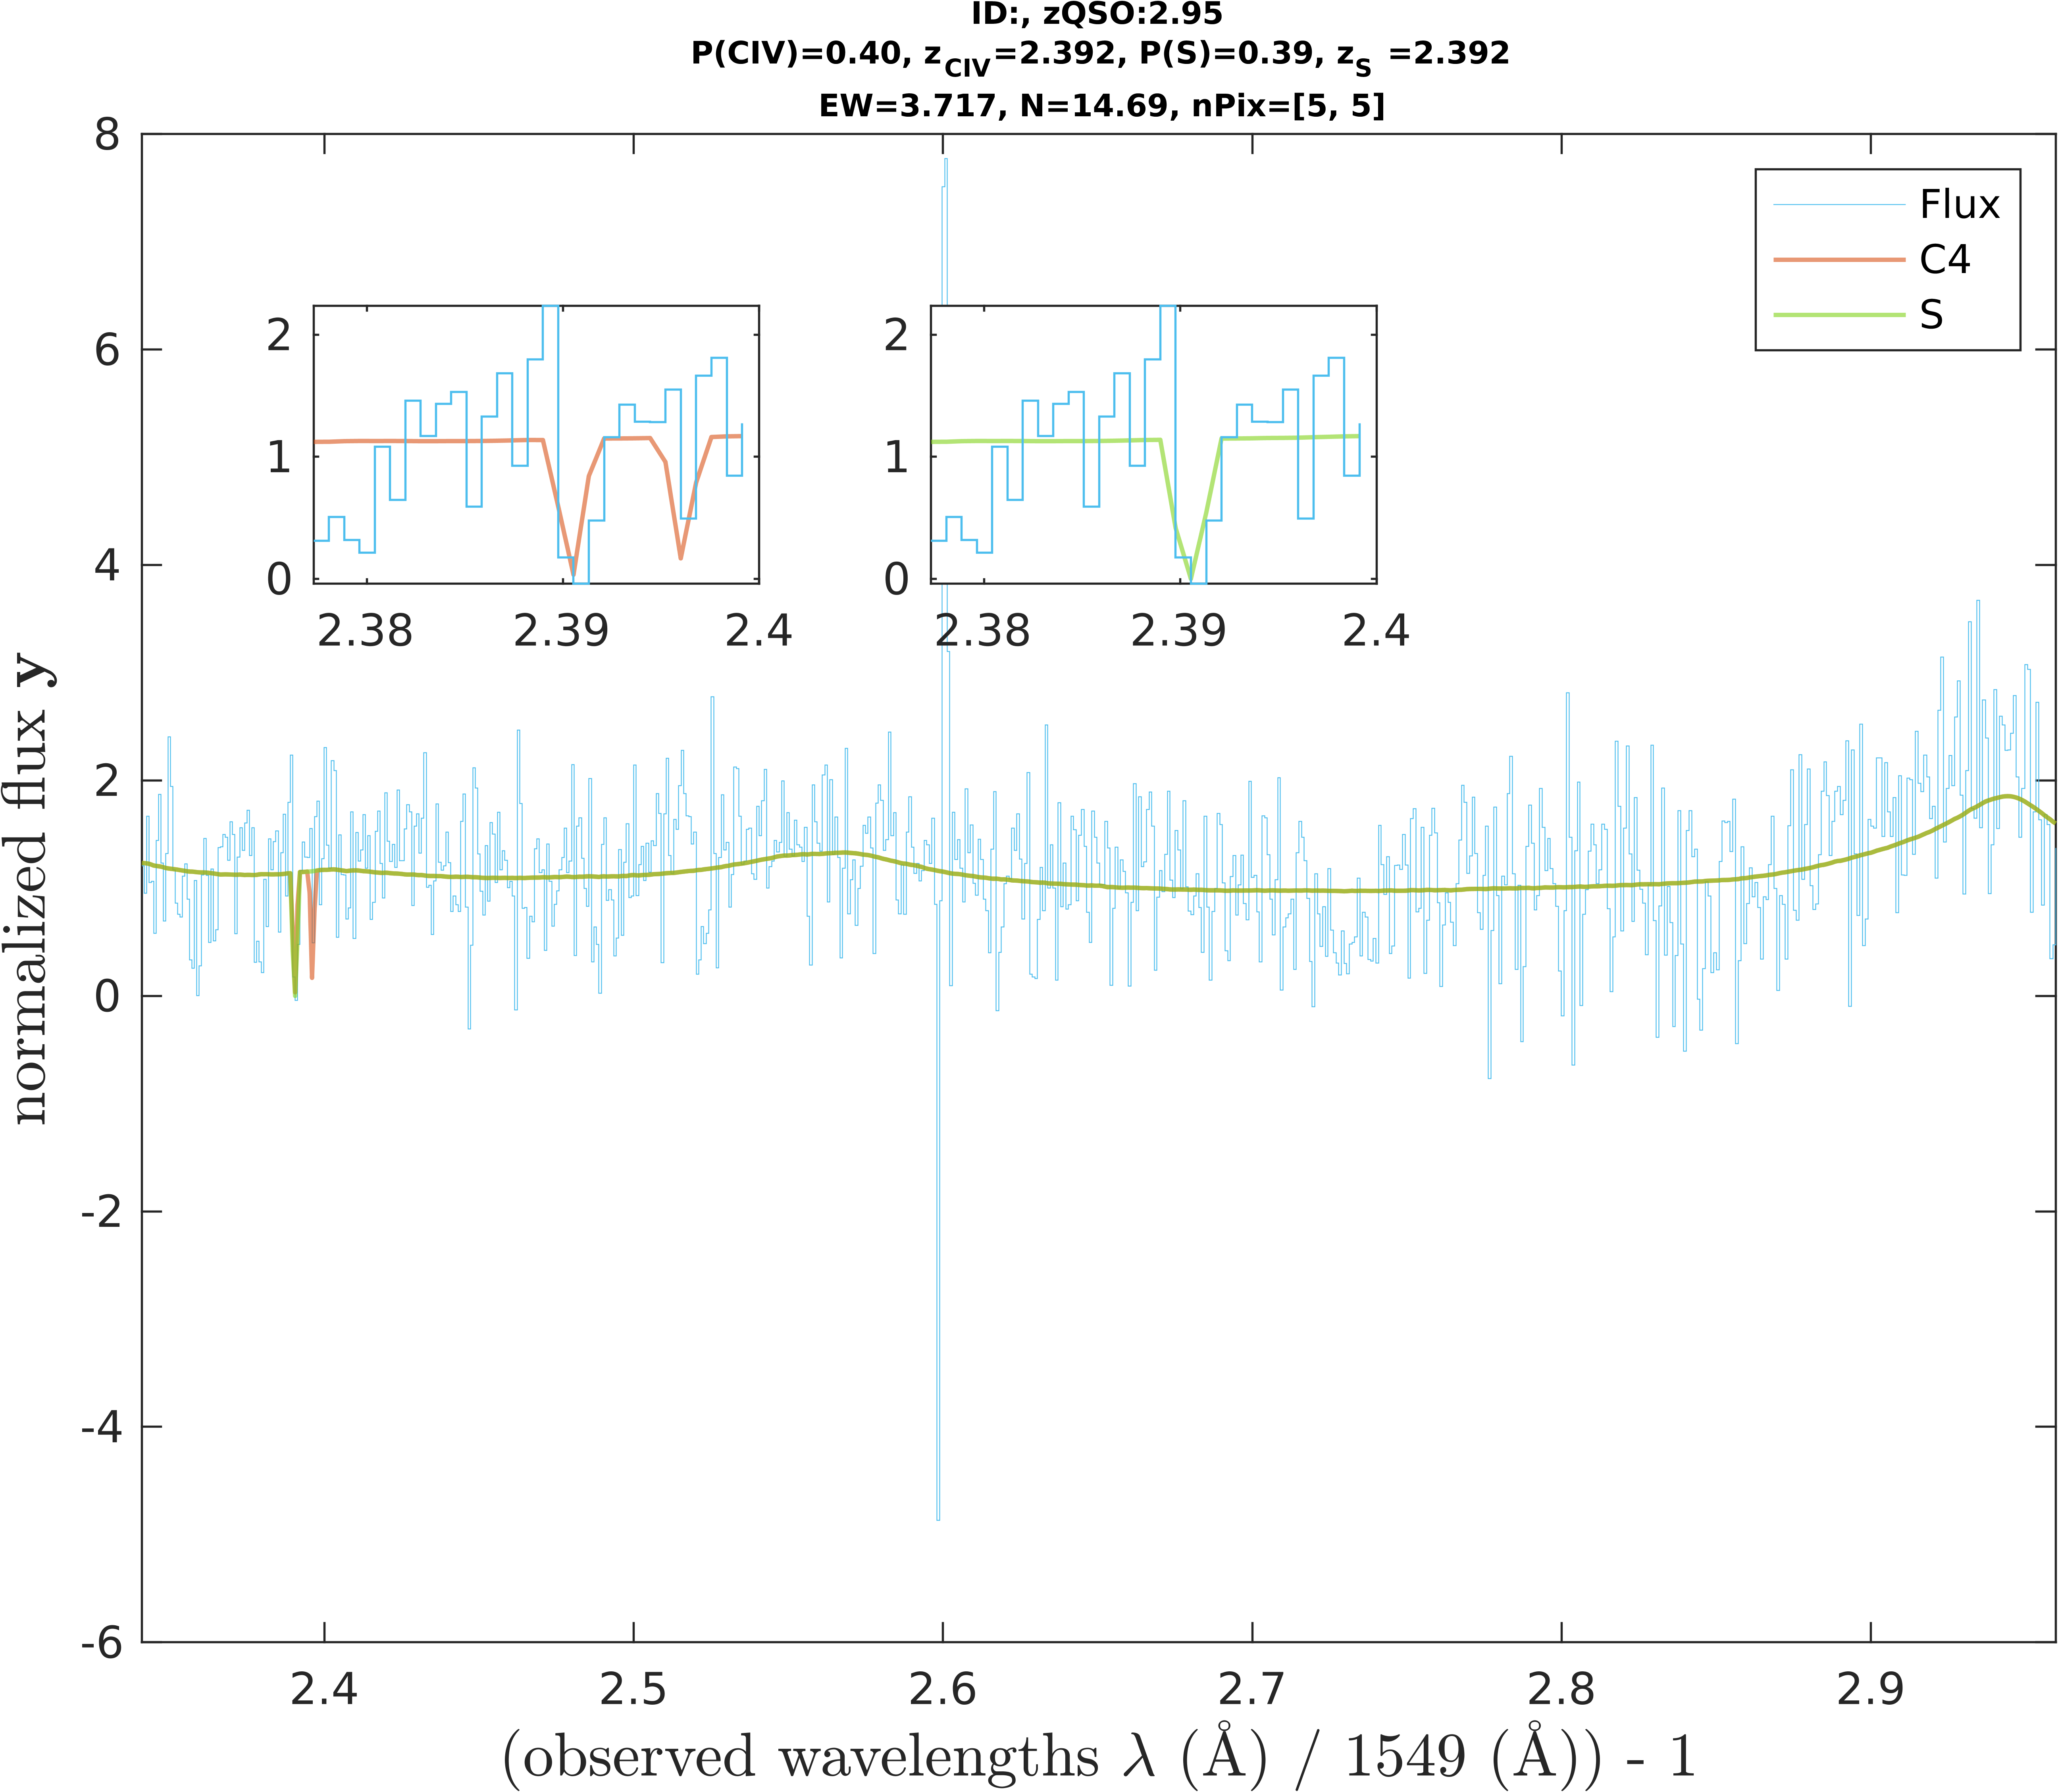 ID:, zQSO:2.95
P(CIV)=0.40, zCIV=2.392, P(S)=0.39, zS =2.392
EW=3.717, N=14.69, nPix=[5, 5]
8
6
4
2
0
-2
-4
-6
normalized flux y
Flux
C4
S
2
1
0
2.38 2.39 2.4
2
1
0
2.38 2.39 2.4
2.4 2.5 2.6 2.7 2.8 2.9
(observed wavelengths λ (Å) / 1549 (Å)) - 1